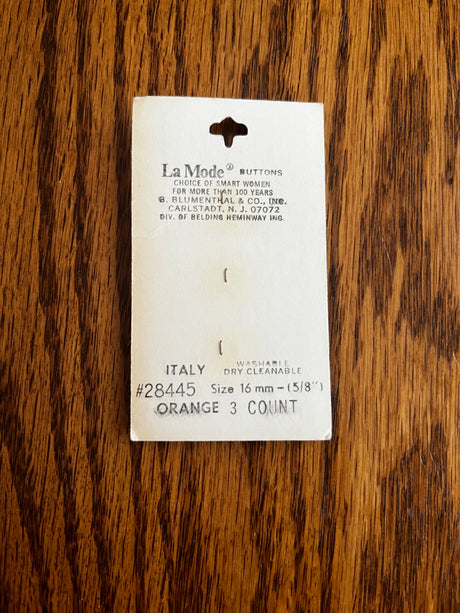 La Mode® BUTTONS
CHOICE OF SMART WOMEN
FOR MORE THAN 100 YEARS
B. BLUMENTHAL & CO., INC.
CARLSTADT, N. J. 07072
DIV. OF BELDING HEMINWAY INC.
ITALY WASHABLE
DRY CLEANABLE
#28445 Size 16 mm - (5/8")
ORANGE 3 COUNT